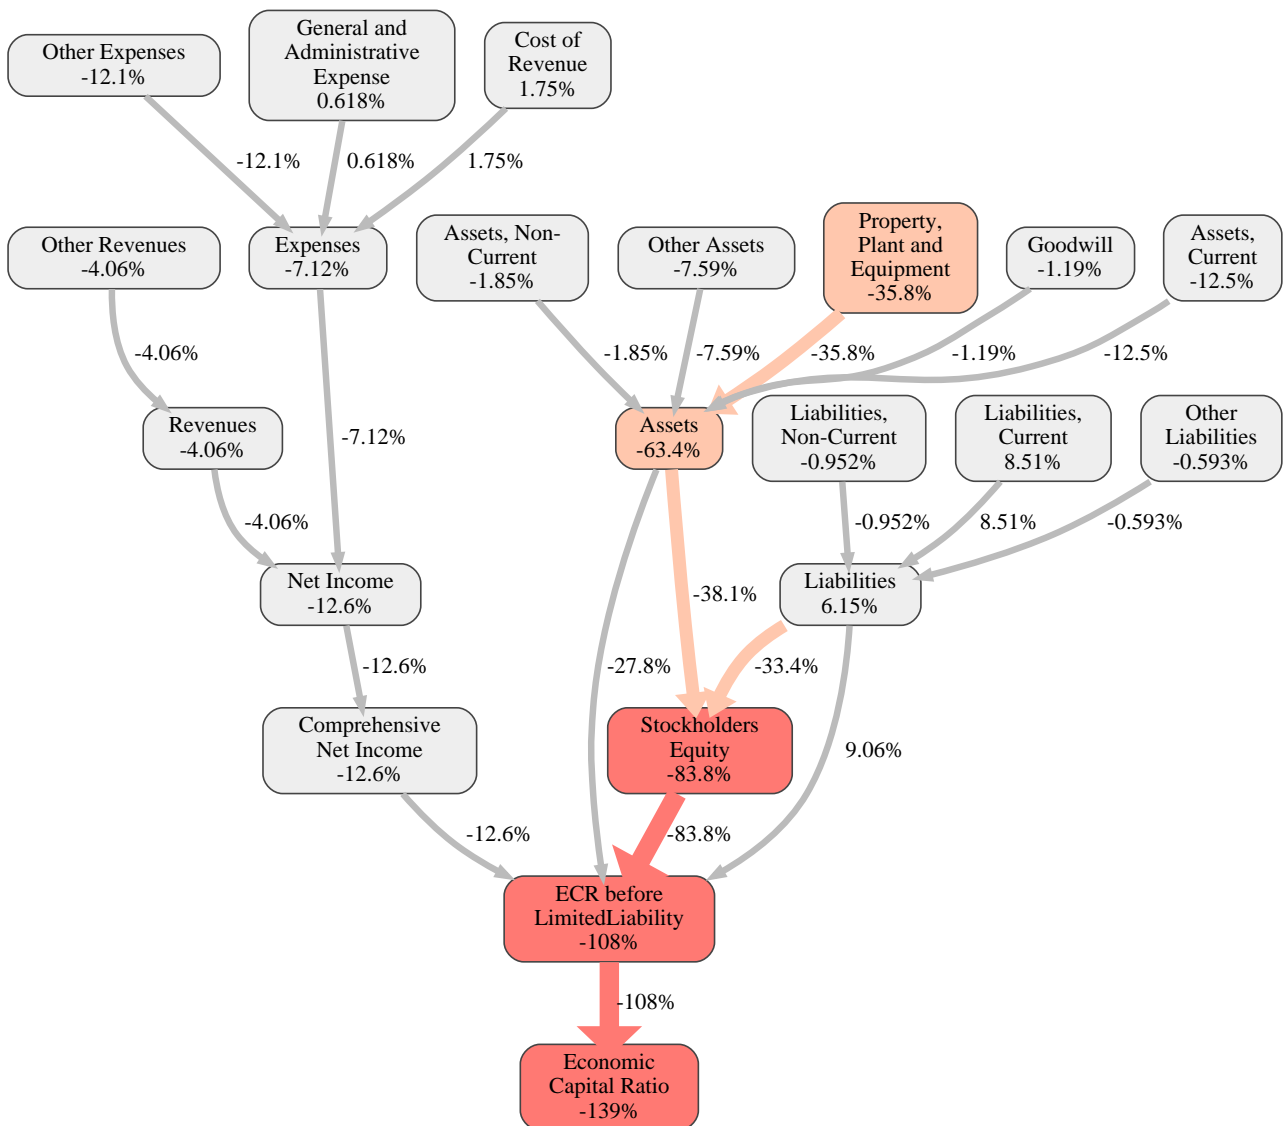 Other Expenses
-12.1%
General and
Administrative
Expense
0.618%
Cost of
Revenue
1.75%
-12.1%
0.618%
1.75%
Other Revenues
-4.06%
Expenses
-7.12%
Assets, Non-
Current
-1.85%
Other Assets
-7.59%
Property,
Plant and
Equipment
-35.8%
Goodwill
-1.19%
Assets,
Current
-12.5%
-4.06%
-1.85%
-7.59%
-35.8%
-1.19%
-12.5%
Revenues
-4.06%
-7.12%
Assets
-63.4%
Liabilities,
Non-Current
-0.952%
Liabilities,
Current
8.51%
Other
Liabilities
-0.593%
-4.06%
-0.952%
8.51%
-0.593%
Net Income
-12.6%
-38.1%
Liabilities
6.15%
-12.6%
-27.8%
-33.4%
Comprehensive
Net Income
-12.6%
Stockholders
Equity
-83.8%
9.06%
-12.6%
-83.8%
ECR before
LimitedLiability
-108%
-108%
Economic
Capital Ratio
-139%